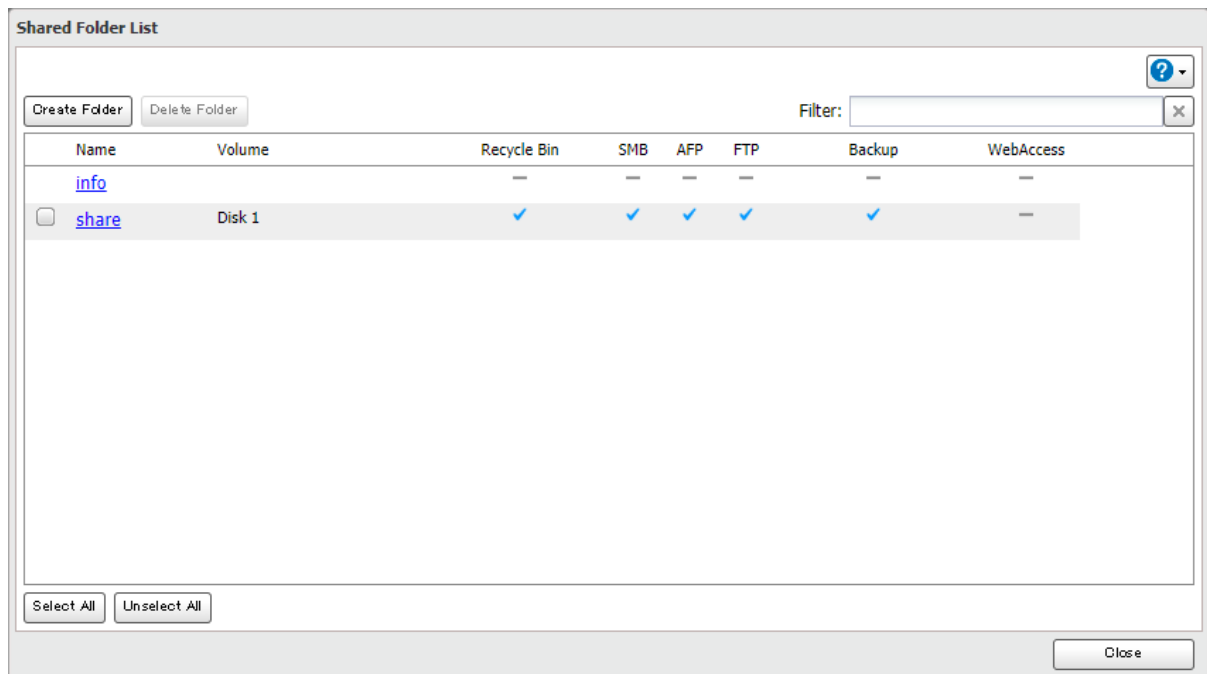 Shared Folder List
?
Create Folder Delete Folder Filter:
Name Volume Recycle Bin SMB AFP FTP Backup WebAccess
info
share Disk 1
Select All Unselect All
Close